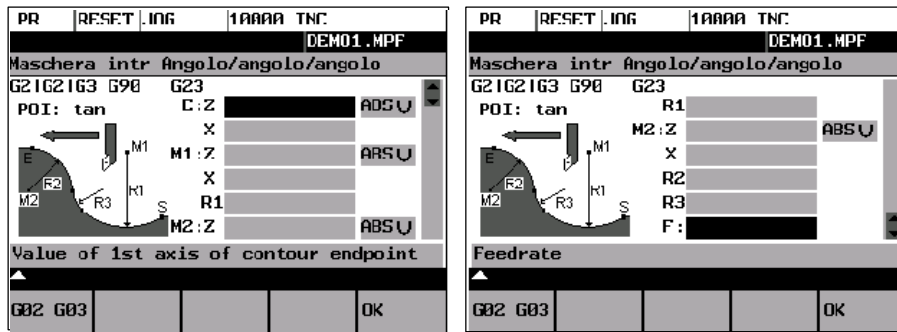 PR RESET .JOG 10000 INC
DEMO1.MPF
Maschera intr Angolo/angolo/angolo
G2|G2|G3 G90 G23
POI: tan
C:Z ABS U
X
M1:Z ABS U
X
R1
M2:Z ABS U
E
R2
M2
R3
M1
R1
S
F
Value of 1st axis of contour endpoint
G02 G03 OK
PR RESET .JOG 10000 INC
DEMO1.MPF
Maschera intr Angolo/angolo/angolo
G2|G2|G3 G90 G23
POI: tan
R1
M2:Z ABS U
X
R2
R3
F:
E
R2
M2
R3
M1
R1
S
F
Feedrate
G02 G03 OK